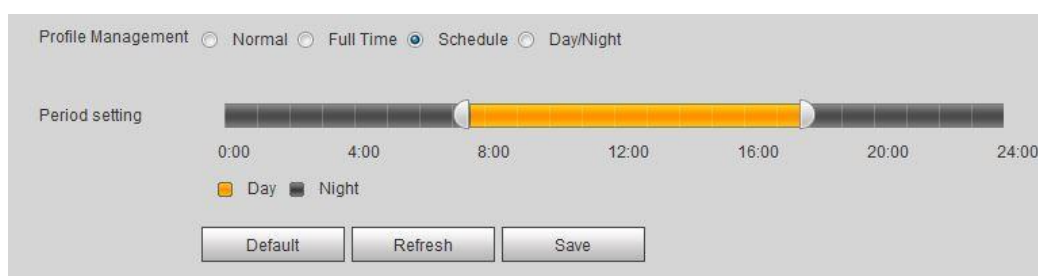 Profile Management Normal Full Time Schedule Day/Night
Period setting
0:00 4:00 8:00 12:00 16:00 20:00 24:00
Day Night
Default Refresh Save